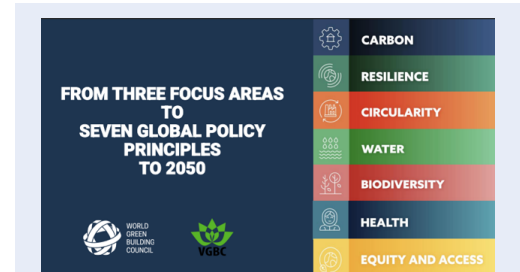 FROM THREE FOCUS AREAS
TO
SEVEN GLOBAL POLICY
PRINCIPLES
TO 2050
WORLD
GREEN
BUILDING
COUNCIL
VGBC
CARBON
RESILIENCE
CIRCULARITY
WATER
BIODIVERSITY
HEALTH
EQUITY AND ACCESS